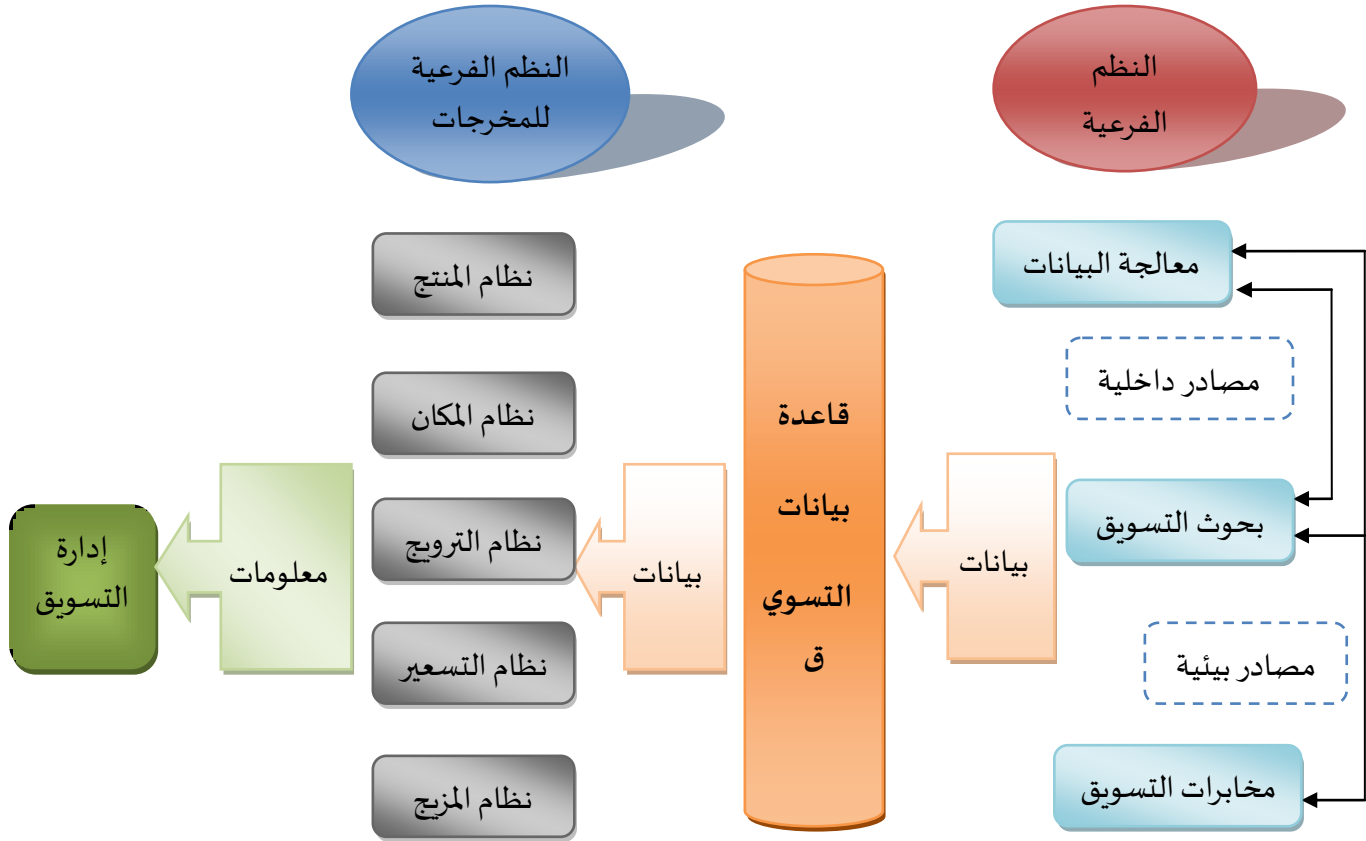 النظم
الفرعية
النظم الفرعية
للمخرجات
معالجة البيانات
مصادر داخلية
بحوث التسويق
مصادر بيئية
مخابرات التسويق
بيانات
قاعدة
بيانات
التسوي
ق
بيانات
نظام المنتج
نظام المكان
نظام الترويج
نظام التسعير
نظام المزيج
معلومات
إدارة
التسويق